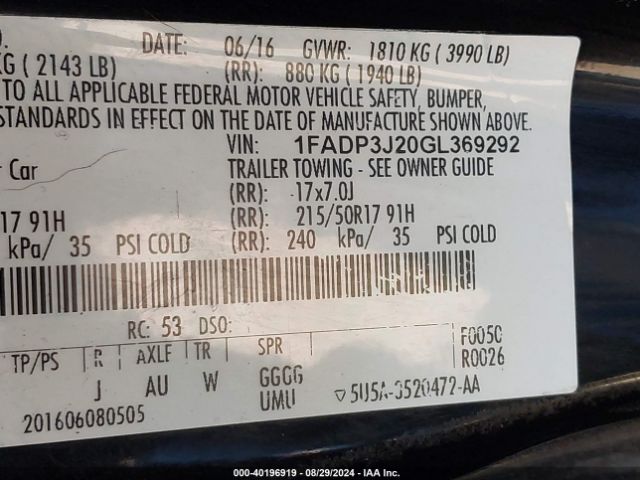 DATE: 06/16 GVWR: 1810 KG ( 3990 LB)
KG ( 2143 LB) (RR): 880 KG ( 1940 LB)
TO ALL APPLICABLE FEDERAL MOTOR VEHICLE SAFETY, BUMPER,
STANDARDS IN EFFECT ON THE DATE OF MANUFACTURE SHOWN ABOVE.
VIN: 1FADP3J20GL369292
Car TRAILER TOWING - SEE OWNER GUIDE
(RR): 17x7.0J
17 91H (RR): 215/50R17 91H
kPa/ 35 PSI COLD (RR): 240 kPa/ 35 PSI COLD
RC: 53 DSO:
TP/PS R AXLE TR SPR F0050
R0026
J AU W GGGG
UMU 5U5A-3520472-AA
201606080505
000-40196919 - 08/29/2024 - IAA Inc.